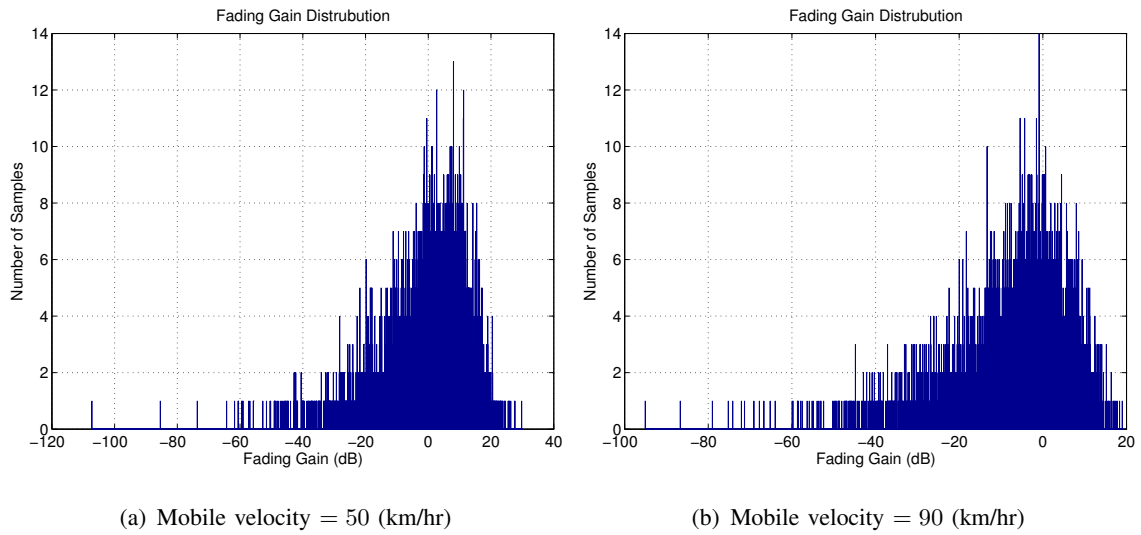 Fading Gain Distrubution
14
12
10
8
6
4
2
0
Number of Samples
−120 −100 −80 −60 −40 −20 0 20 40
Fading Gain (dB)
(a) Mobile velocity = 50 (km/hr)
Fading Gain Distrubution
14
12
10
8
6
4
2
0
Number of Samples
−100 −80 −60 −40 −20 0 20
Fading Gain (dB)
(b) Mobile velocity = 90 (km/hr)